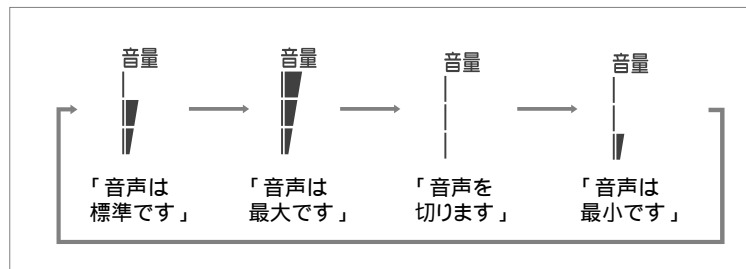 音量
音量
音量
音量
「音声は
標準です」
「音声は
最大です」
「音声を
切ります」
「音声は
最小です」